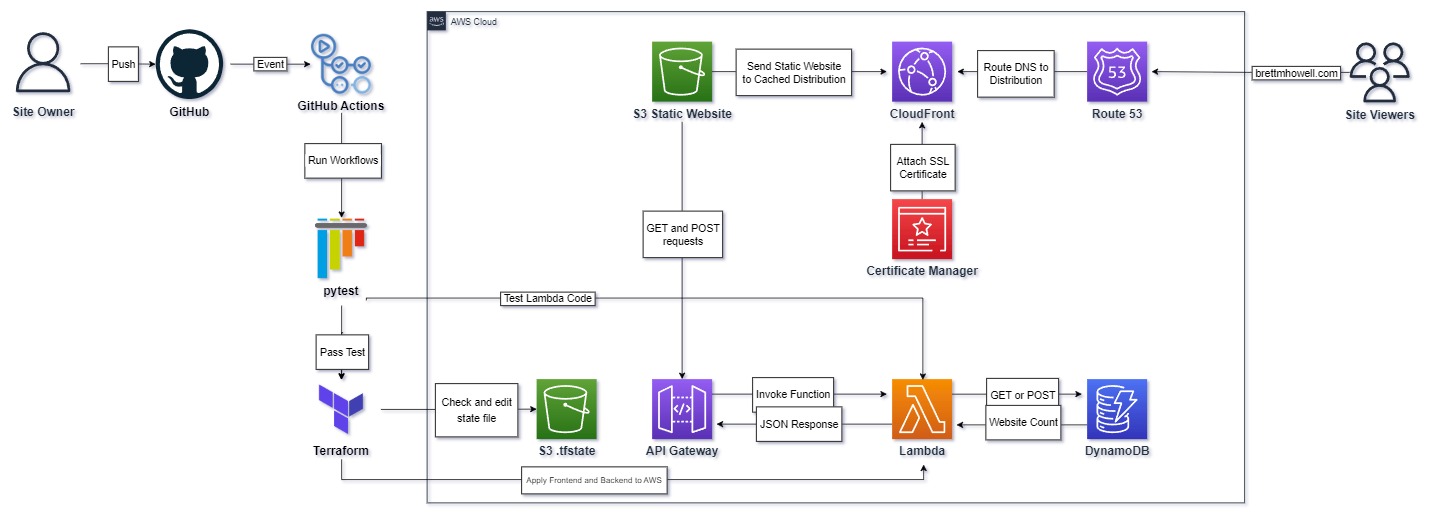 aws
AWS Cloud
Push
Event
Site Owner
GitHub
GitHub Actions
Send Static Website
to Cached Distribution
Route DNS to
Distribution
53
brettmhowell.com
S3 Static Website
CloudFront
Route 53
Site Viewers
Run Workflows
Attach SSL
Certificate
GET and POST
requests
Certificate Manager
pytest
Test Lambda Code
Pass Test
Check and edit
state file
</>
Invoke Function
JSON Response
GET or POST
Website Count
Terraform
S3 .tfstate
API Gateway
Lambda
DynamoDB
Apply Frontend and Backend to AWS